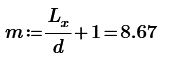 m := L_x / d + 1 = 8.67